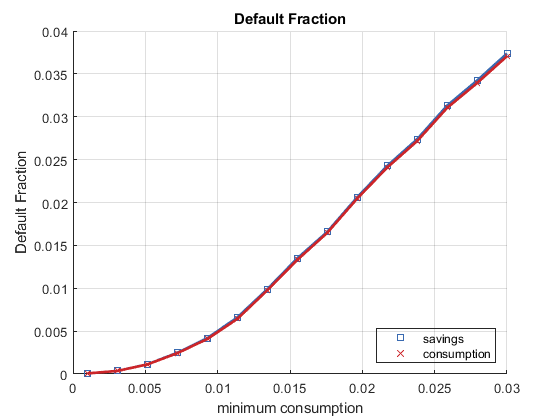 Default Fraction
0.04
0.035
0.03
0.025
0.02
0.015
0.01
0.005
0
Default Fraction
savings
consumption
0 0.005 0.01 0.015 0.02 0.025 0.03
minimum consumption